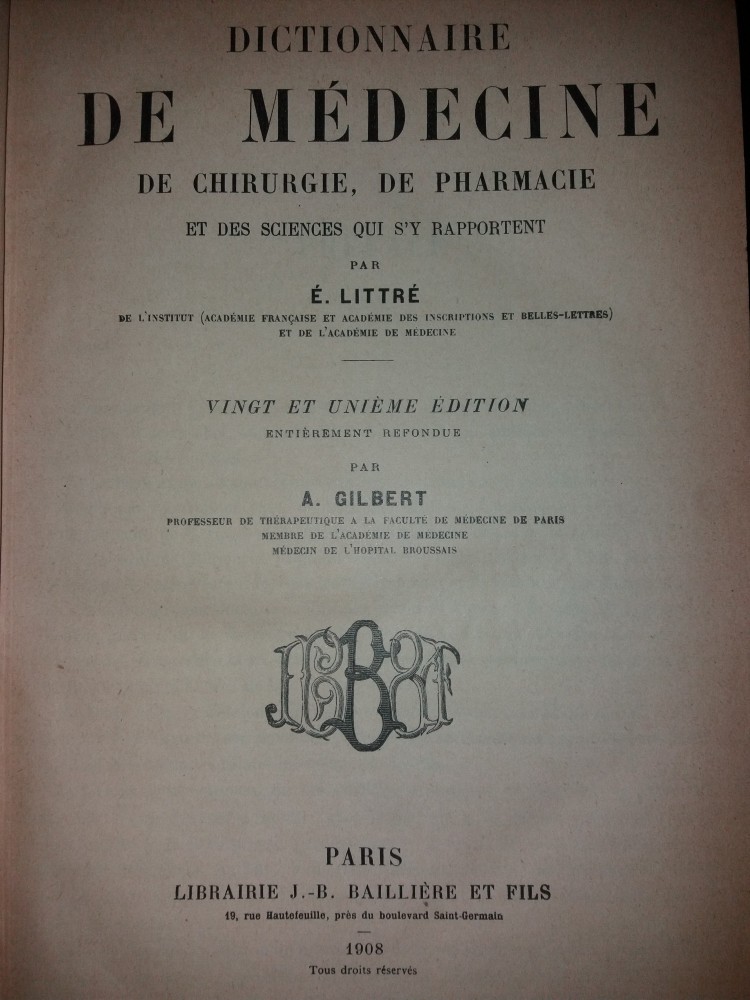 DICTIONNAIRE
DE MÉDECINE
DE CHIRURGIE, DE PHARMACIE
ET DES SCIENCES QUI S'Y RAPPORTENT
PAR
É. LITTRÉ
DE L'INSTITUT (ACADÉMIE FRANÇAISE ET ACADÉMIE DES INSCRIPTIONS ET BELLES-LETTRES)
ET DE L'ACADÉMIE DE MÉDECINE
VINGT ET UNIÈME ÉDITION
ENTIÈREMENT REFONDUE
PAR
A. GILBERT
PROFESSEUR DE THÉRAPEUTIQUE A LA FACULTÉ DE MÉDECINE DE PARIS
MEMBRE DE L'ACADÉMIE DE MÉDECINE
MÉDECIN DE L'HOPITAL BROUSSAIS
PARIS
LIBRAIRIE J.-B. BAILLIÈRE ET FILS
19, rue Hautefeuille, près du boulevard Saint-Germain
1908
Tous droits réservés